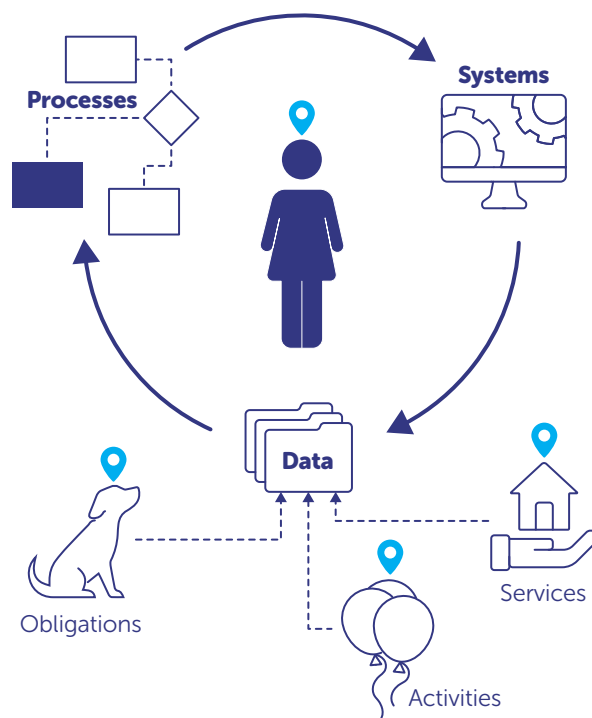 Systems
Processes
Data
Services
Obligations
Activities